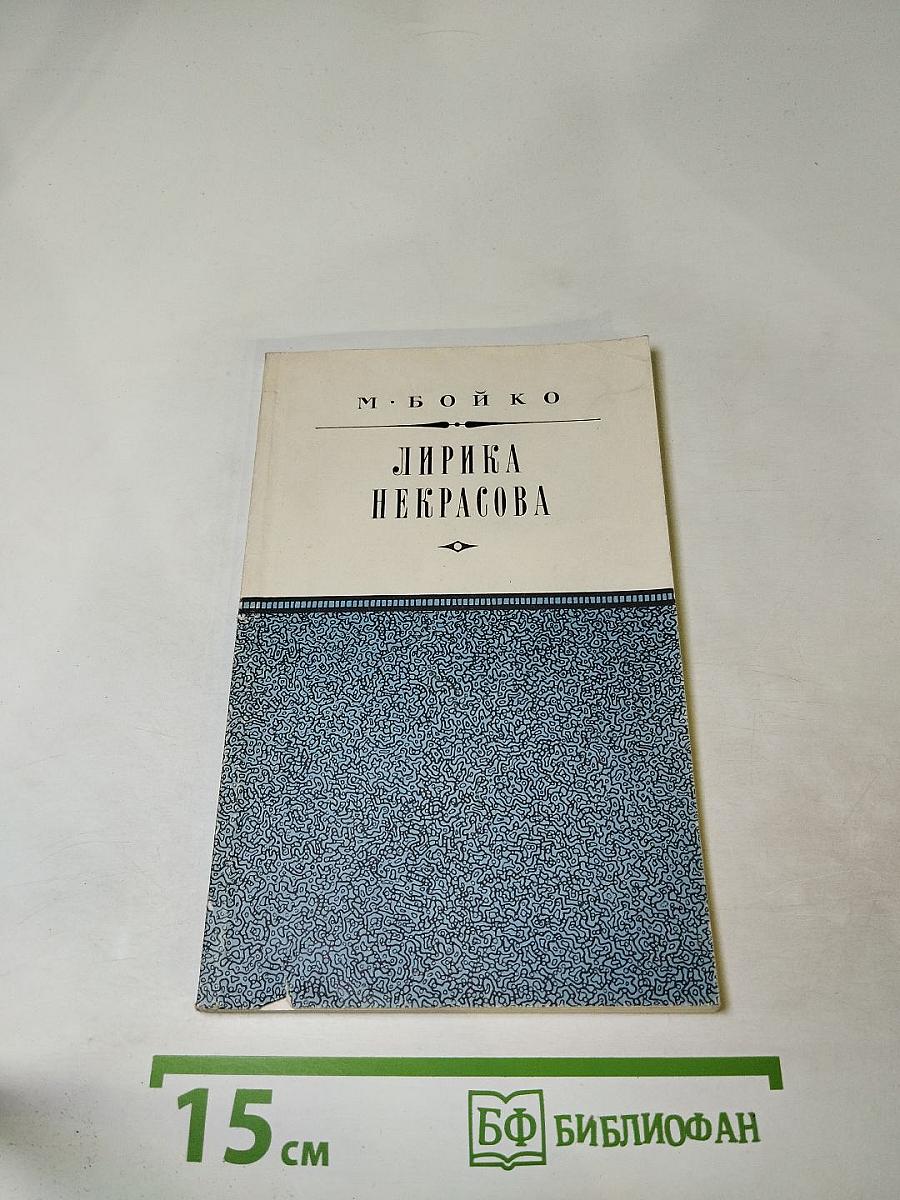 М·БОЙКО
ЛИРИКА
НЕКРАСОВА
15 см
БФ БИБЛИОФАН